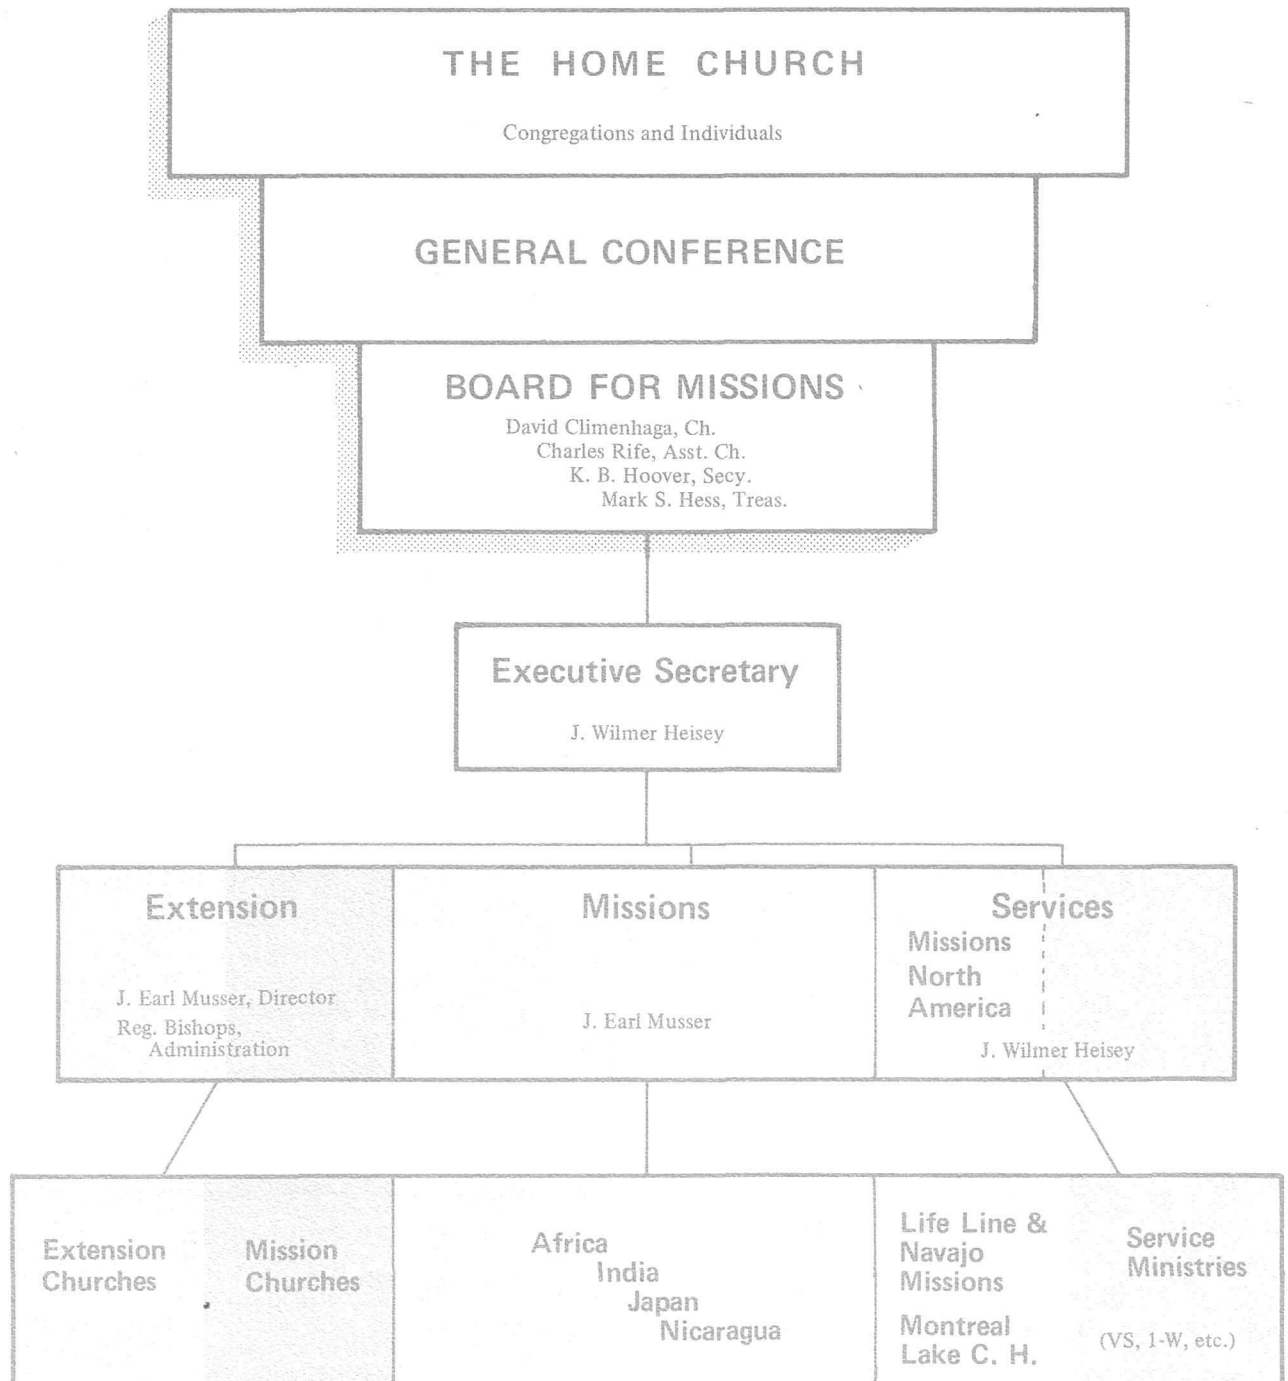 THE HOME CHURCH
Congregations and Individuals
GENERAL CONFERENCE
BOARD FOR MISSIONS
David Climenhaga, Ch.
Charles Rife, Asst. Ch.
K. B. Hoover, Secy.
Mark S. Hess, Treas.
Executive Secretary
J. Wilmer Heisey
Extension
J. Earl Musser, Director
Reg. Bishops,
Administration
Missions
J. Earl Musser
Services
Missions
North
America
J. Wilmer Heisey
Extension
Churches
Mission
Churches
Africa
India
Japan
Nicaragua
Life Line &
Navajo
Missions
Montreal
Lake C. H.
Service
Ministries
(VS, 1-W, etc.)